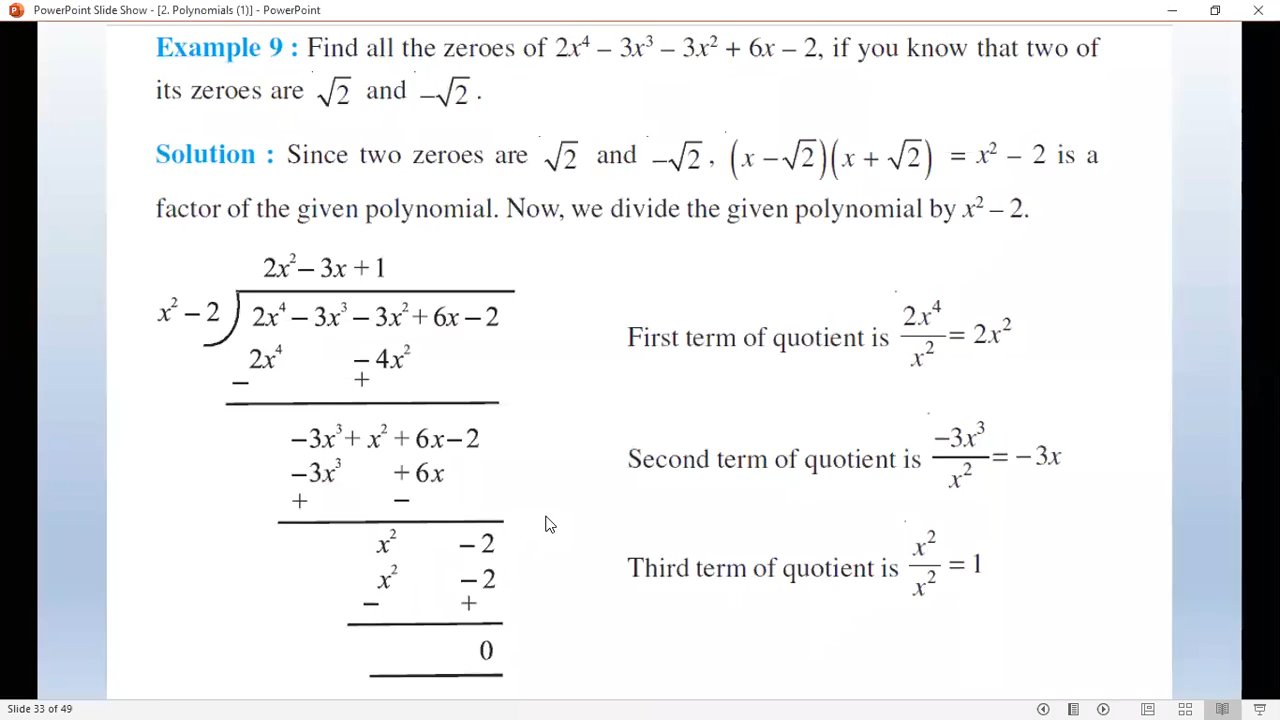 PowerPoint Slide Show - [2. Polynomials (1)] - PowerPoint
Example 9 : Find all the zeroes of 2x⁴ – 3x³ – 3x² + 6x – 2, if you know that two of
its zeroes are √2 and –√2 .
Solution : Since two zeroes are √2 and –√2 , (x – √2)(x + √2) = x² – 2 is a
factor of the given polynomial. Now, we divide the given polynomial by x² – 2.
2x² – 3x + 1
x² – 2 ) 2x⁴ – 3x³ – 3x² + 6x – 2
2x⁴ – 4x²
– +
–3x³ + x² + 6x – 2
–3x³ + 6x
+ –
x² – 2
x² – 2
– +
0
First term of quotient is 2x⁴/x² = 2x²
Second term of quotient is –3x³/x² = – 3x
Third term of quotient is x²/x² = 1
Slide 33 of 49